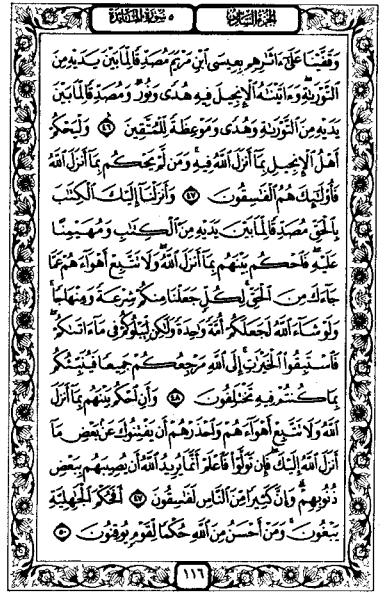 الجزء السادس
٥ سورة المائدة
وَقَفَّيْنَا عَلَىٰٓ ءَاثَٰرِهِم بِعِيسَى ٱبْنِ مَرْيَمَ مُصَدِّقًا لِّمَا بَيْنَ يَدَيْهِ مِنَ
ٱلتَّوْرَىٰةِ ۖ وَءَاتَيْنَٰهُ ٱلْإِنجِيلَ فِيهِ هُدًى وَنُورٌ وَمُصَدِّقًا لِّمَا بَيْنَ
يَدَيْهِ مِنَ ٱلتَّوْرَىٰةِ وَهُدًى وَمَوْعِظَةً لِّلْمُتَّقِينَ ٤٦ وَلْيَحْكُمْ
أَهْلُ ٱلْإِنجِيلِ بِمَآ أَنزَلَ ٱللَّهُ فِيهِ ۚ وَمَن لَّمْ يَحْكُم بِمَآ أَنزَلَ ٱللَّهُ
فَأُو۟لَٰٓئِكَ هُمُ ٱلْفَٰسِقُونَ ٤٧ وَأَنزَلْنَآ إِلَيْكَ ٱلْكِتَٰبَ
بِٱلْحَقِّ مُصَدِّقًا لِّمَا بَيْنَ يَدَيْهِ مِنَ ٱلْكِتَٰبِ وَمُهَيْمِنًا
عَلَيْهِ ۖ فَٱحْكُم بَيْنَهُم بِمَآ أَنزَلَ ٱللَّهُ ۖ وَلَا تَتَّبِعْ أَهْوَآءَهُمْ عَمَّا
جَآءَكَ مِنَ ٱلْحَقِّ ۚ لِكُلٍّ جَعَلْنَا مِنكُمْ شِرْعَةً وَمِنْهَاجًا ۚ
وَلَوْ شَآءَ ٱللَّهُ لَجَعَلَكُمْ أُمَّةً وَٰحِدَةً وَلَٰكِن لِّيَبْلُوَكُمْ فِى مَآ ءَاتَىٰكُمْ ۖ
فَٱسْتَبِقُوا۟ ٱلْخَيْرَٰتِ ۚ إِلَى ٱللَّهِ مَرْجِعُكُمْ جَمِيعًا فَيُنَبِّئُكُم
بِمَا كُنتُمْ فِيهِ تَخْتَلِفُونَ ٤٨ وَأَنِ ٱحْكُم بَيْنَهُم بِمَآ أَنزَلَ
ٱللَّهُ وَلَا تَتَّبِعْ أَهْوَآءَهُمْ وَٱحْذَرْهُمْ أَن يَفْتِنُوكَ عَنۢ بَعْضِ مَآ
أَنزَلَ ٱللَّهُ إِلَيْكَ ۖ فَإِن تَوَلَّوْا۟ فَٱعْلَمْ أَنَّمَا يُرِيدُ ٱللَّهُ أَن يُصِيبَهُم بِبَعْضِ
ذُنُوبِهِمْ ۗ وَإِنَّ كَثِيرًا مِّنَ ٱلنَّاسِ لَفَٰسِقُونَ ٤٩ أَفَحُكْمَ ٱلْجَٰهِلِيَّةِ
يَبْغُونَ ۚ وَمَنْ أَحْسَنُ مِنَ ٱللَّهِ حُكْمًا لِّقَوْمٍ يُوقِنُونَ ٥٠
١١٦